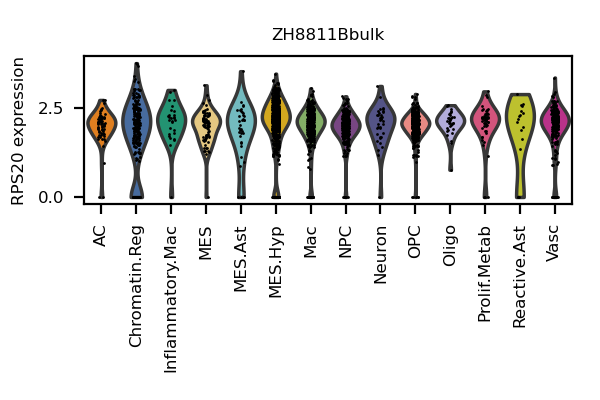 ZH8811Bbulk
RPS20 expression
2.5
0.0
AC
Chromatin.Reg
Inflammatory.Mac
MES
MES.Ast
MES.Hyp
Mac
NPC
Neuron
OPC
Oligo
Prolif.Metab
Reactive.Ast
Vasc